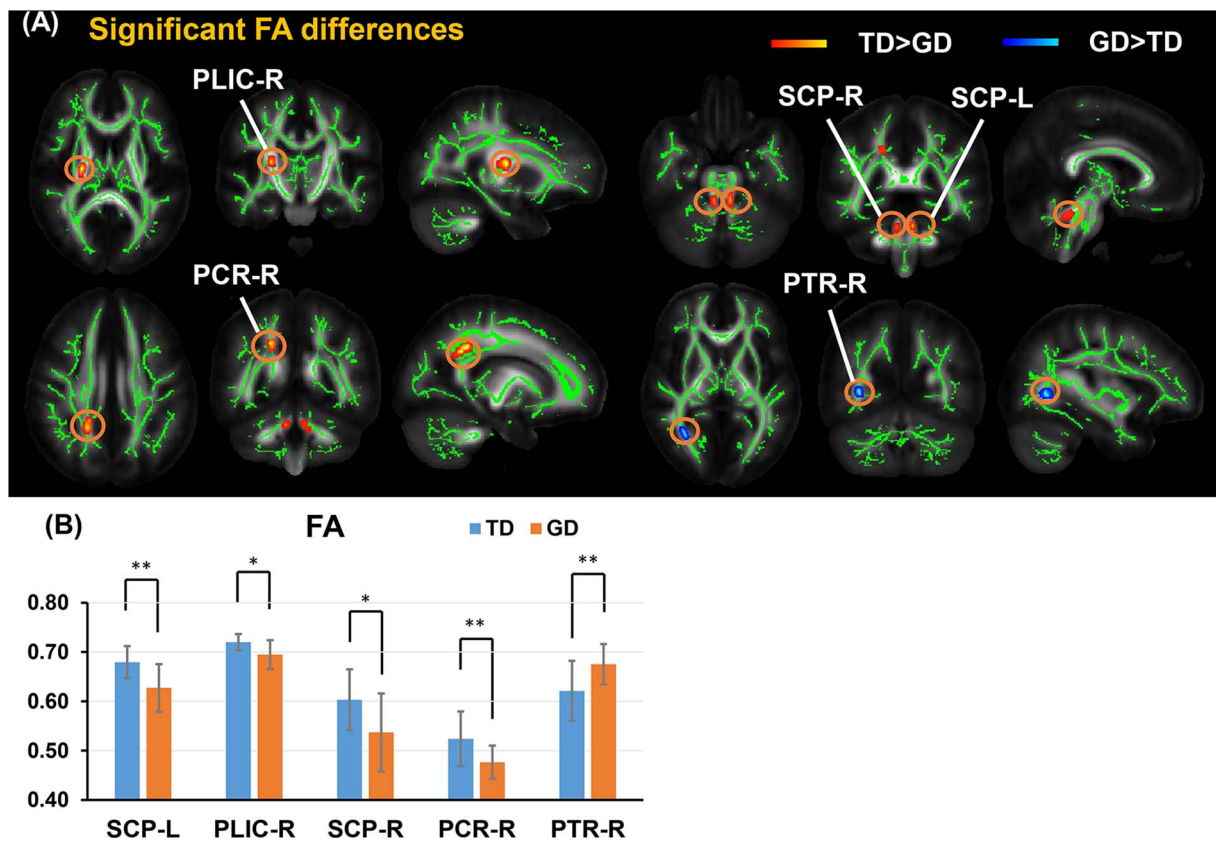 (A) Significant FA differences
TD>GD GD>TD
PLIC-R
SCP-R SCP-L
PCR-R
PTR-R
(B) FA
TD GD
** * * ** **
0.80
0.70
0.60
0.50
0.40
SCP-L PLIC-R SCP-R PCR-R PTR-R